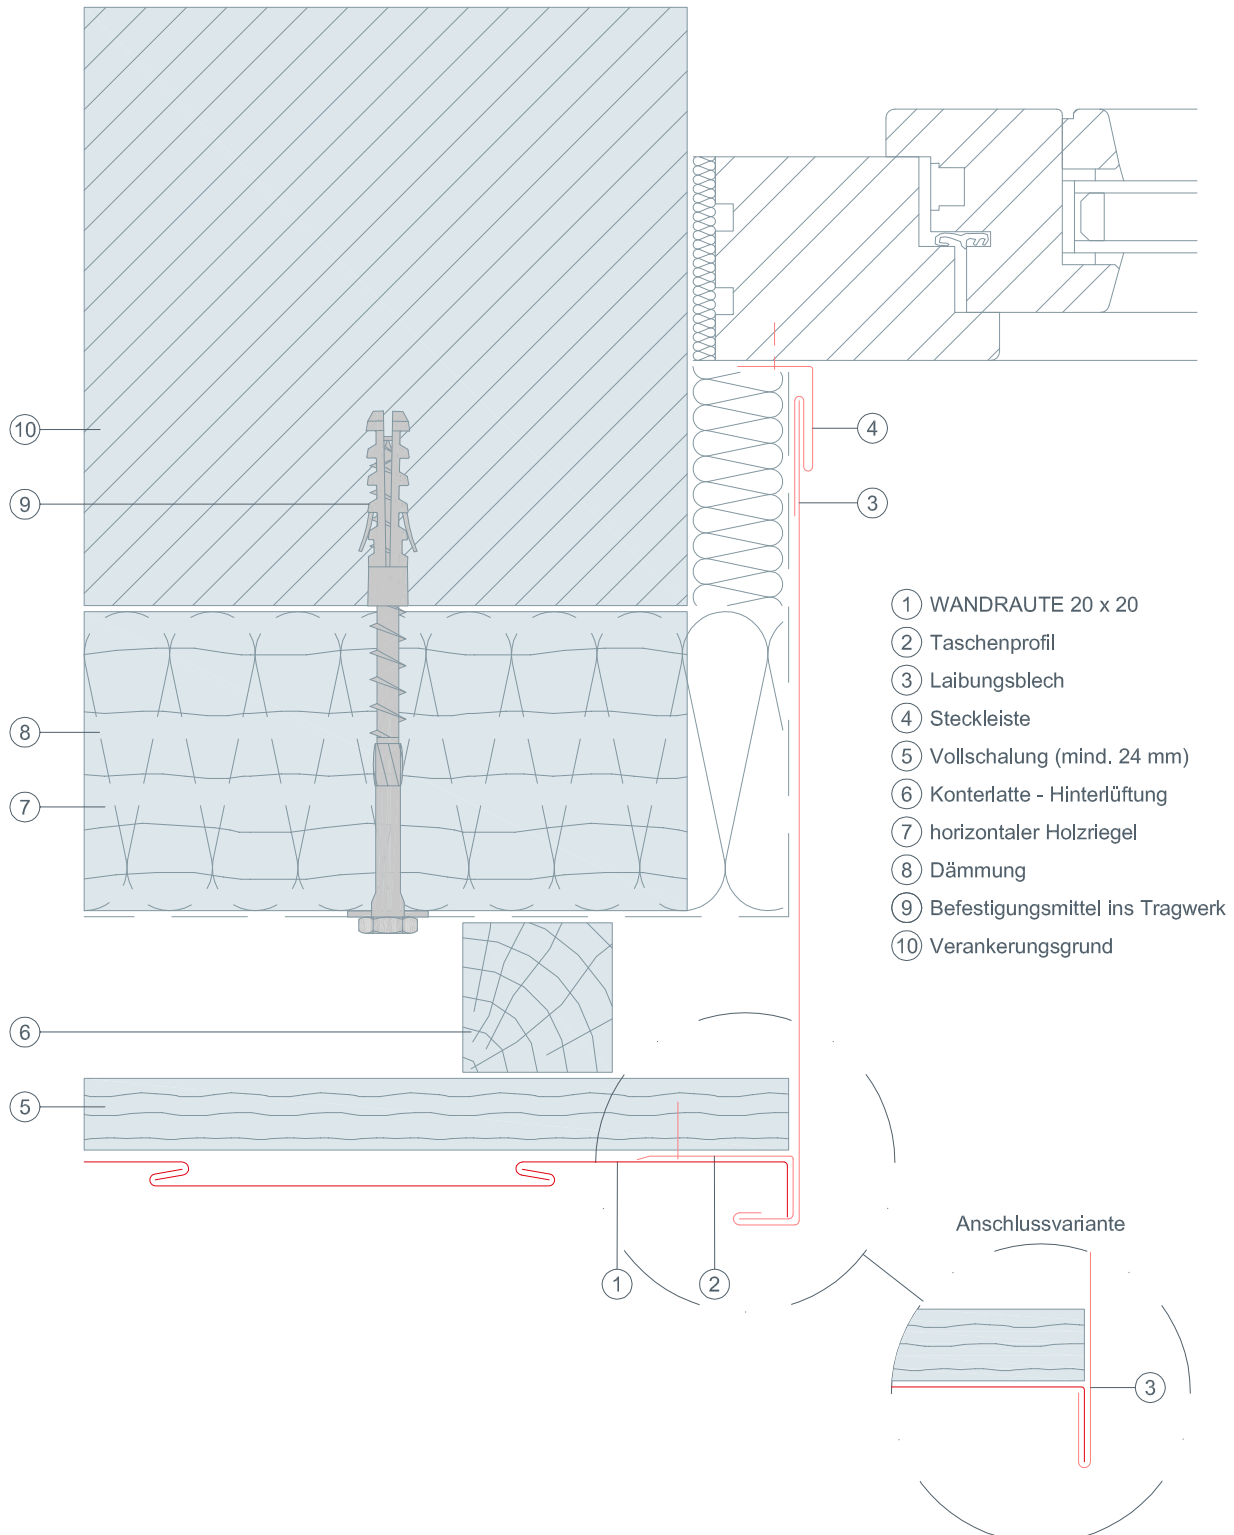 10
9
8
7
6
5
4
3
1 WANDRAUTE 20 x 20
2 Taschenprofil
3 Laibungsblech
4 Steckleiste
5 Vollschalung (mind. 24 mm)
6 Konterlatte - Hinterlüftung
7 horizontaler Holzriegel
8 Dämmung
9 Befestigungsmittel ins Tragwerk
10 Verankerungsgrund
1
2
Anschlussvariante
3